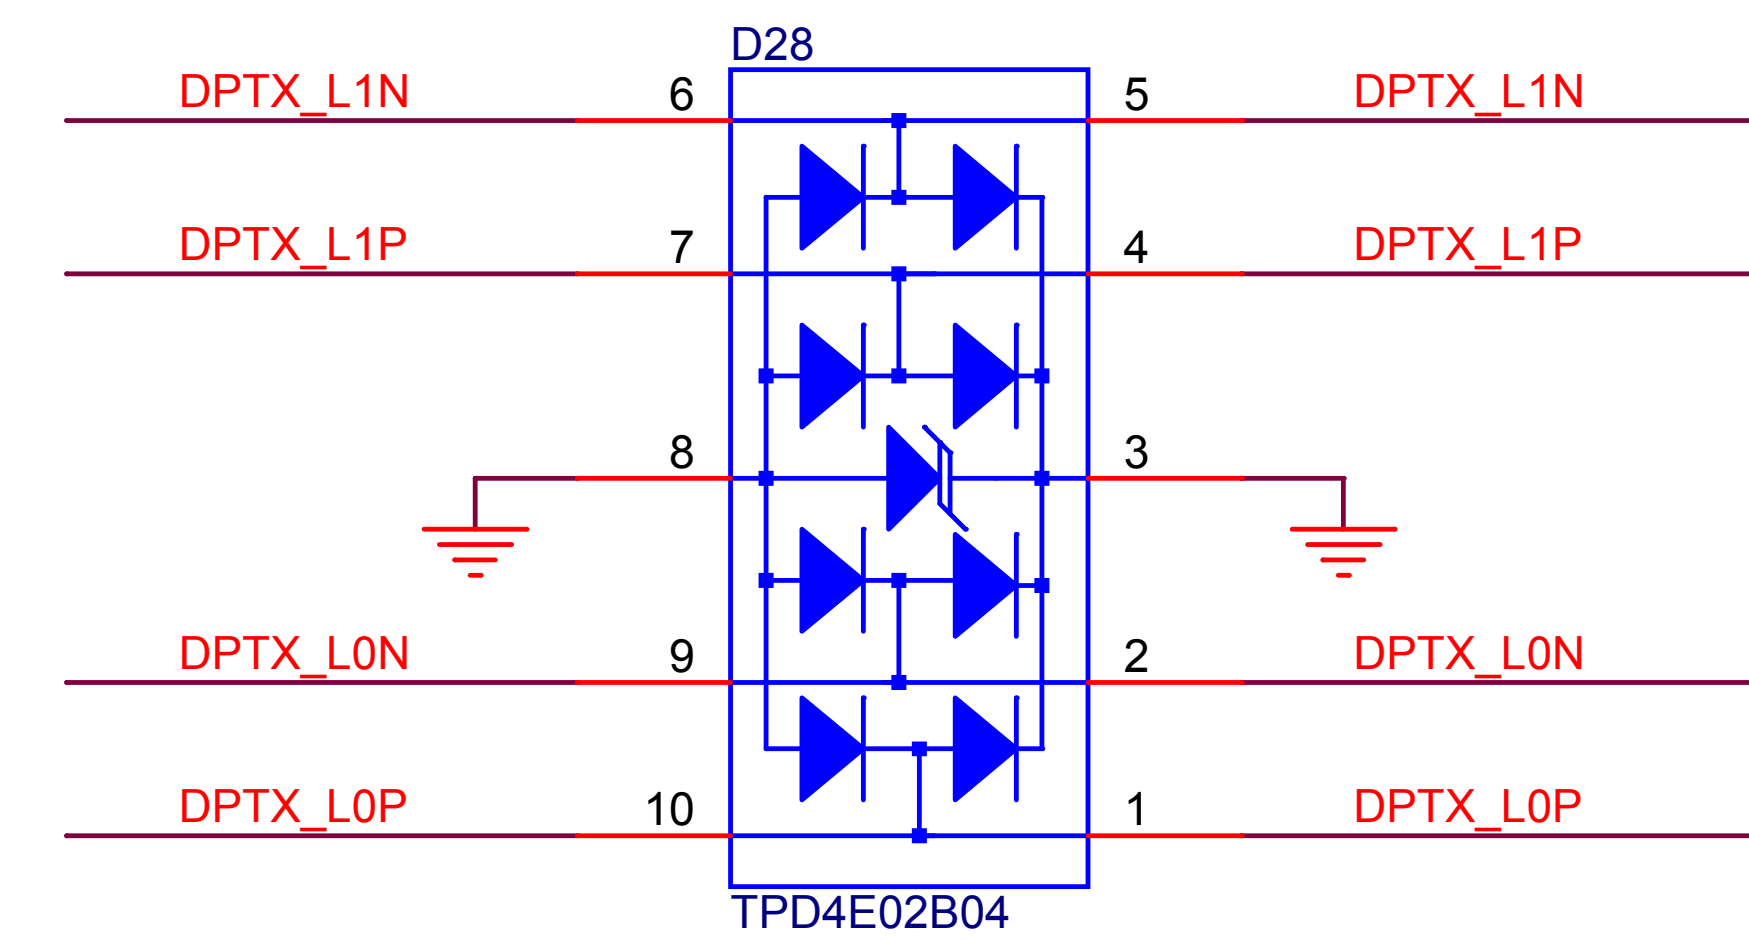 D28
DPTX_L1N 6 5 DPTX_L1N
DPTX_L1P 7 4 DPTX_L1P
8 3
DPTX_L0N 9 2 DPTX_L0N
DPTX_L0P 10 1 DPTX_L0P
TPD4E02B04